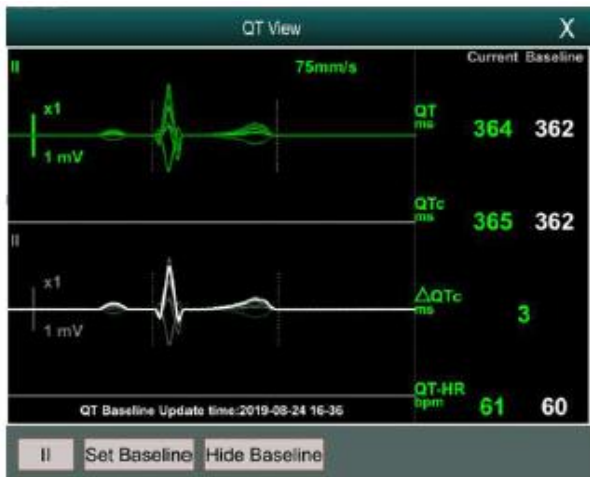 QT View X
Current Baseline
II 75mm/s
x1
1 mV
QT
ms
364 362
QTc
ms
365 362
II
x1
1 mV
△QTc
ms
3
QT-HR
bpm
61 60
QT Baseline Update time:2019-08-24 16-36
II Set Baseline Hide Baseline